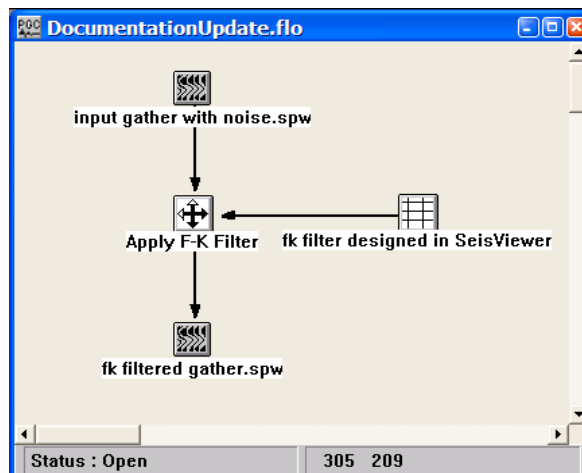 PGC DocumentationUpdate.flo
input gather with noise.spw
Apply F-K Filter
fk filter designed in SeisViewer
fk filtered gather.spw
Status : Open 305 209